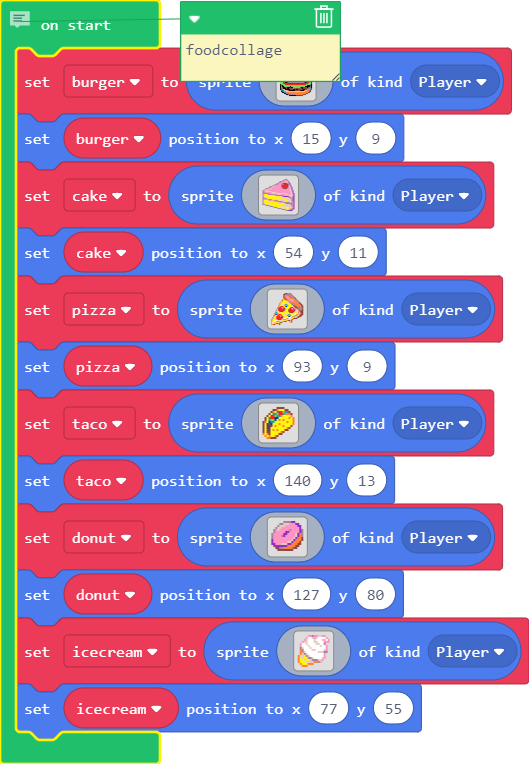 on start
foodcollage
set burger to sprite of kind Player
set burger position to x 15 y 9
set cake to sprite of kind Player
set cake position to x 54 y 11
set pizza to sprite of kind Player
set pizza position to x 93 y 9
set taco to sprite of kind Player
set taco position to x 140 y 13
set donut to sprite of kind Player
set donut position to x 127 y 80
set icecream to sprite of kind Player
set icecream position to x 77 y 55